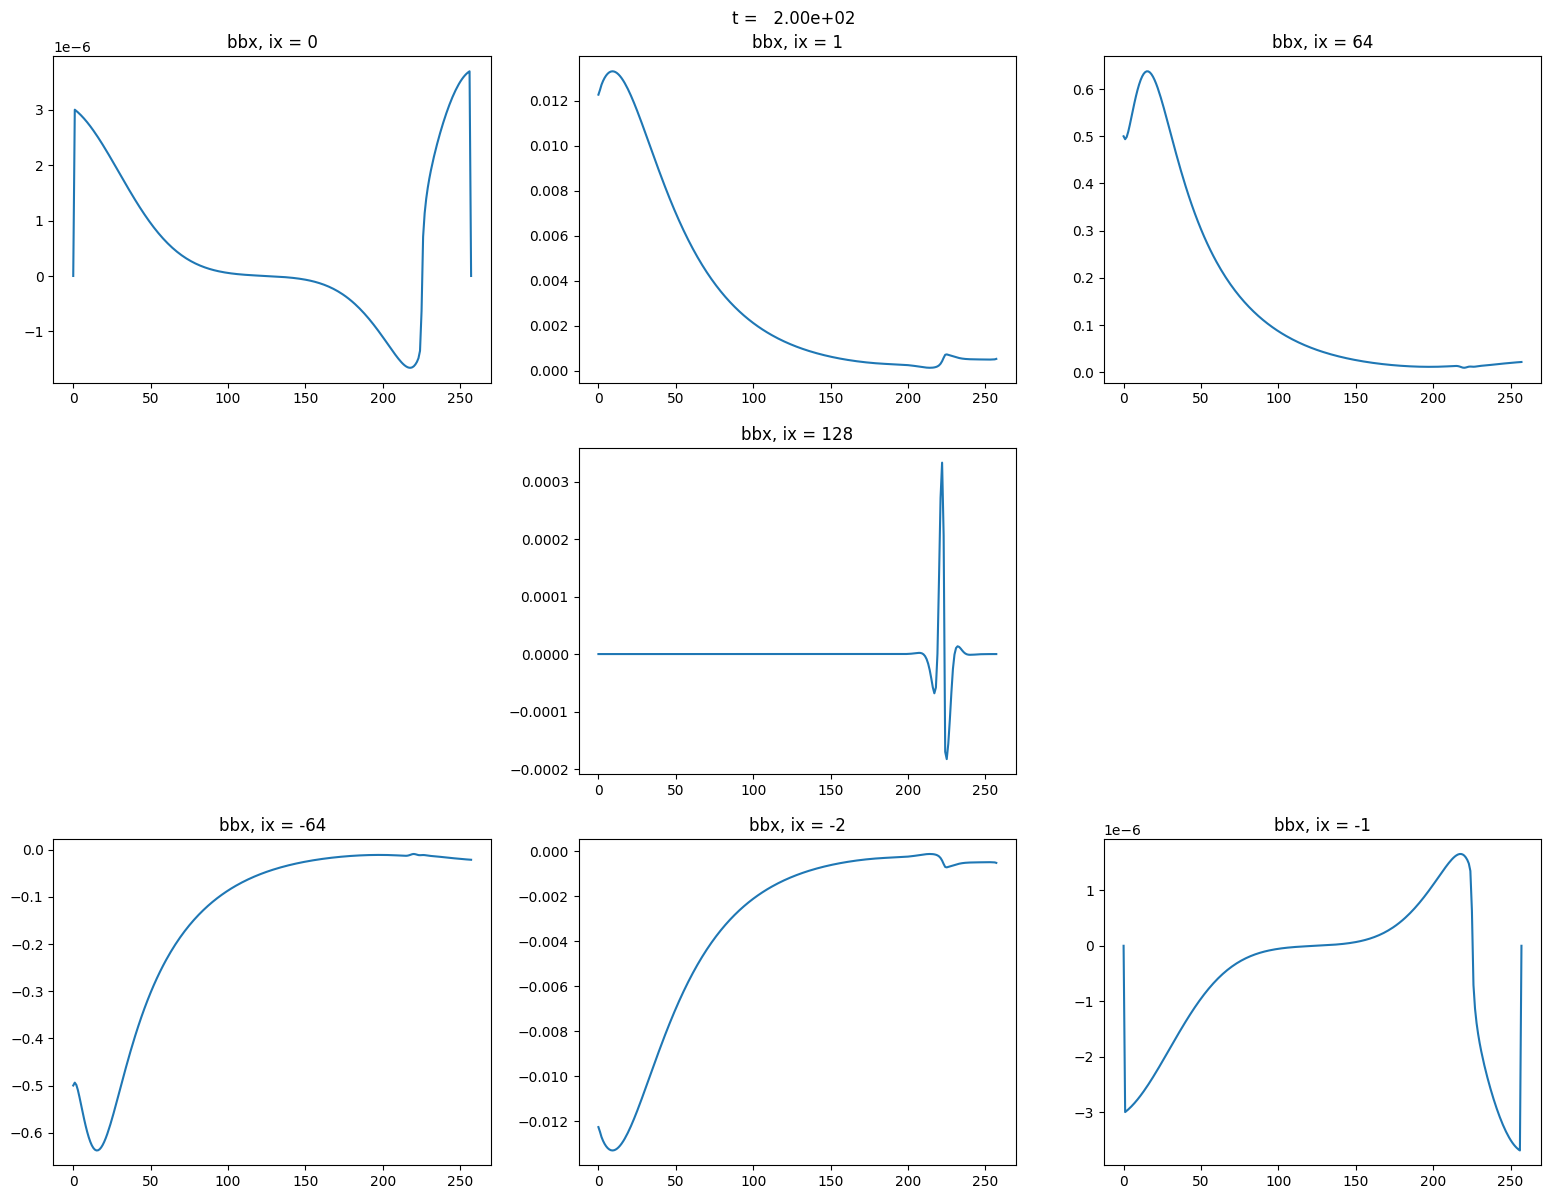 t =   2.00e+02
bbx, ix = 0
1e−6
3
2
1
0
−1
0 50 100 150 200 250
bbx, ix = 1
0.012
0.010
0.008
0.006
0.004
0.002
0.000
0 50 100 150 200 250
bbx, ix = 64
0.6
0.5
0.4
0.3
0.2
0.1
0.0
0 50 100 150 200 250
bbx, ix = 128
0.0003
0.0002
0.0001
0.0000
−0.0001
−0.0002
0 50 100 150 200 250
bbx, ix = -64
0.0
−0.1
−0.2
−0.3
−0.4
−0.5
−0.6
0 50 100 150 200 250
bbx, ix = -2
0.000
−0.002
−0.004
−0.006
−0.008
−0.010
−0.012
0 50 100 150 200 250
bbx, ix = -1
1e−6
1
0
−1
−2
−3
0 50 100 150 200 250